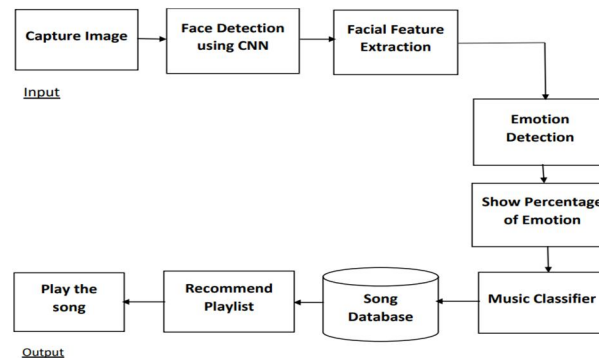 Capture Image
Face Detection
using CNN
Facial Feature
Extraction
Input
Emotion
Detection
Show Percentage
of Emotion
Music Classifier
Song
Database
Recommend
Playlist
Play the
song
Output